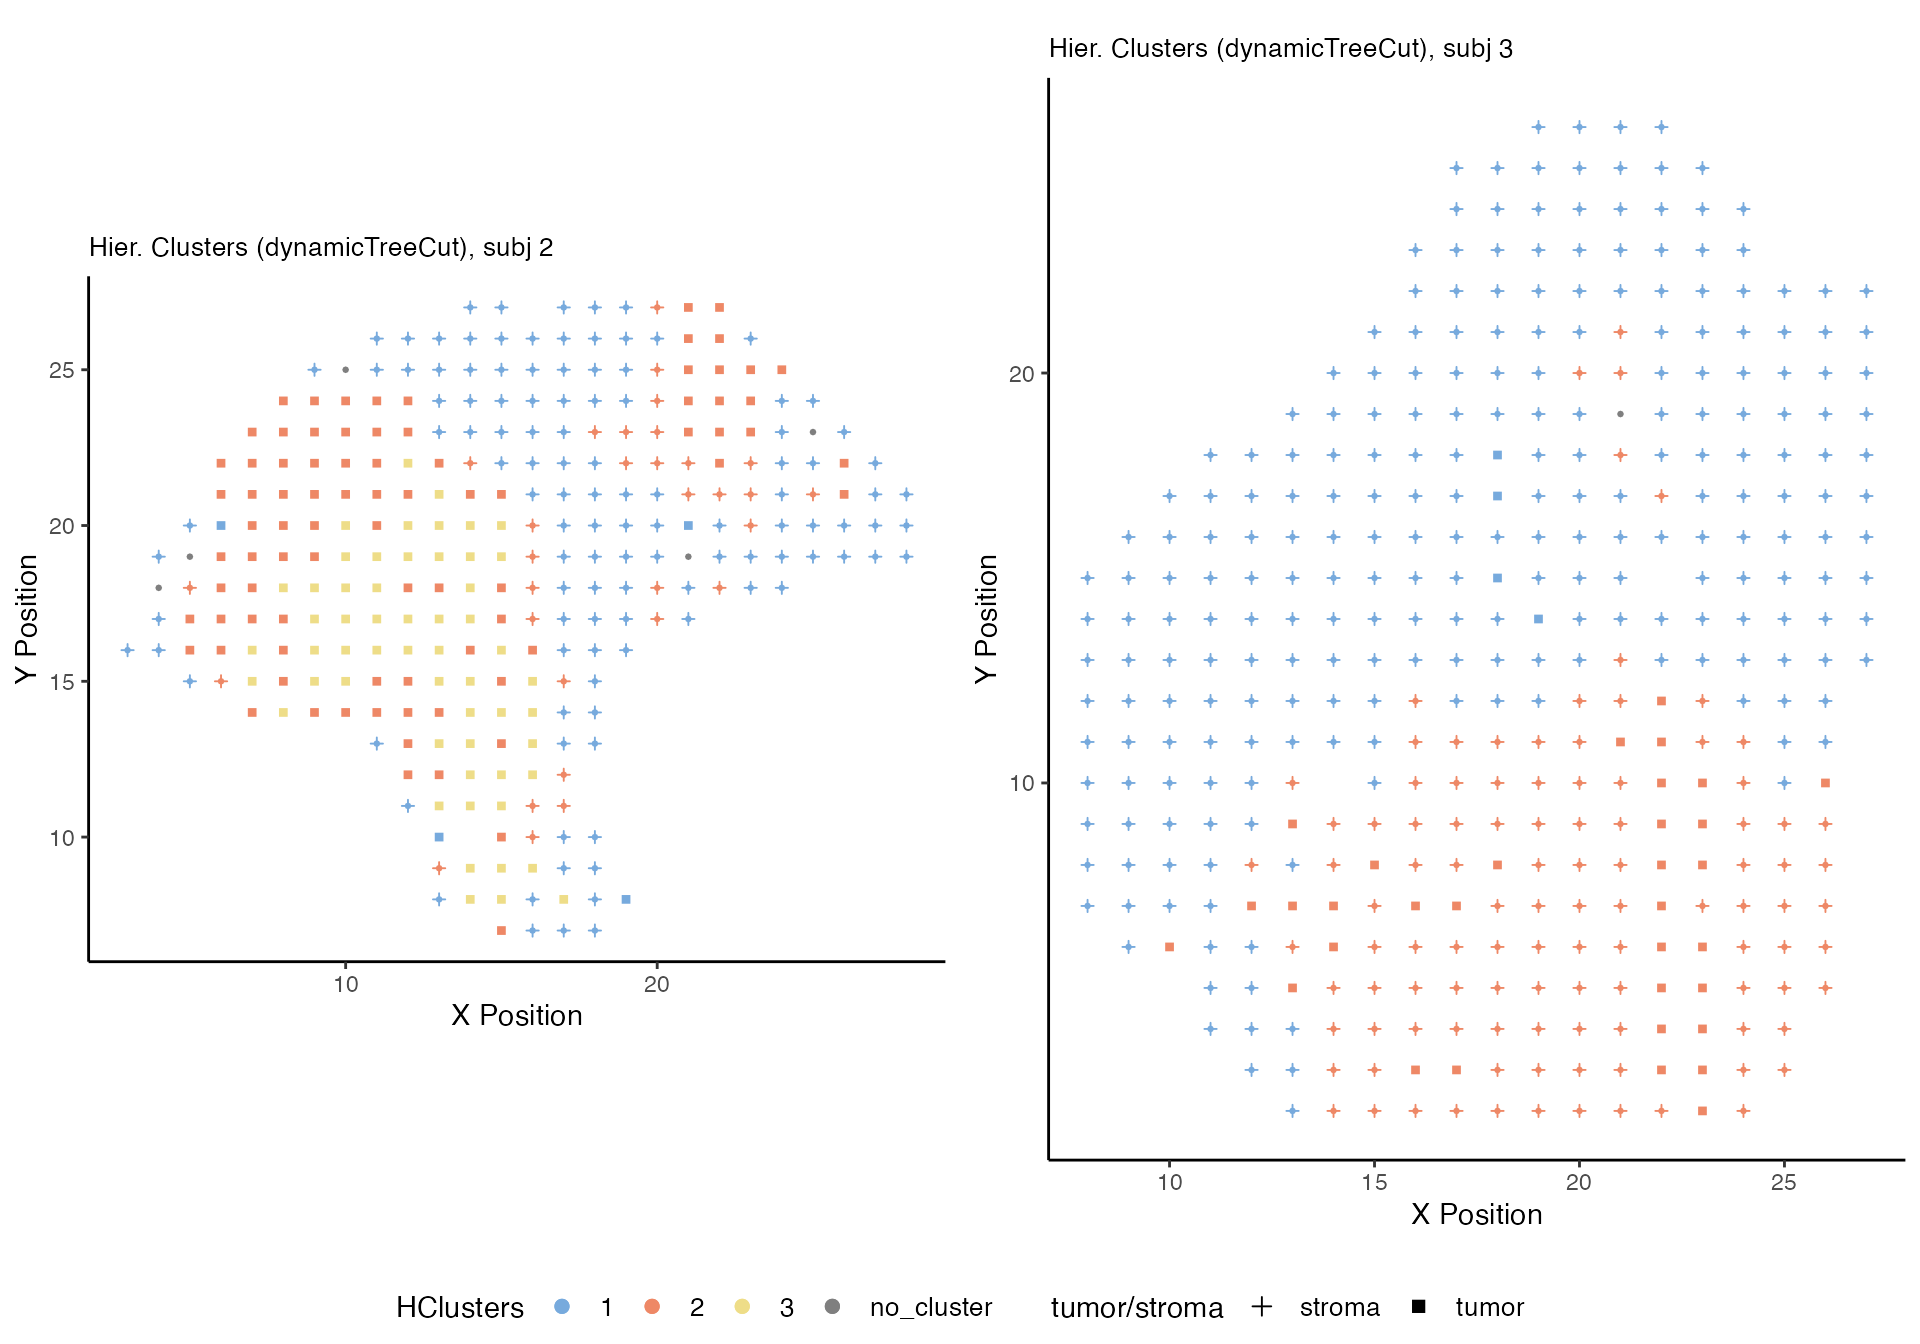 Hier. Clusters (dynamicTreeCut), subj 2
25
20
15
10
Y Position
10 20
X Position
Hier. Clusters (dynamicTreeCut), subj 3
20
10
Y Position
10 15 20 25
X Position
HClusters 1 2 3 no_cluster tumor/stroma stroma tumor